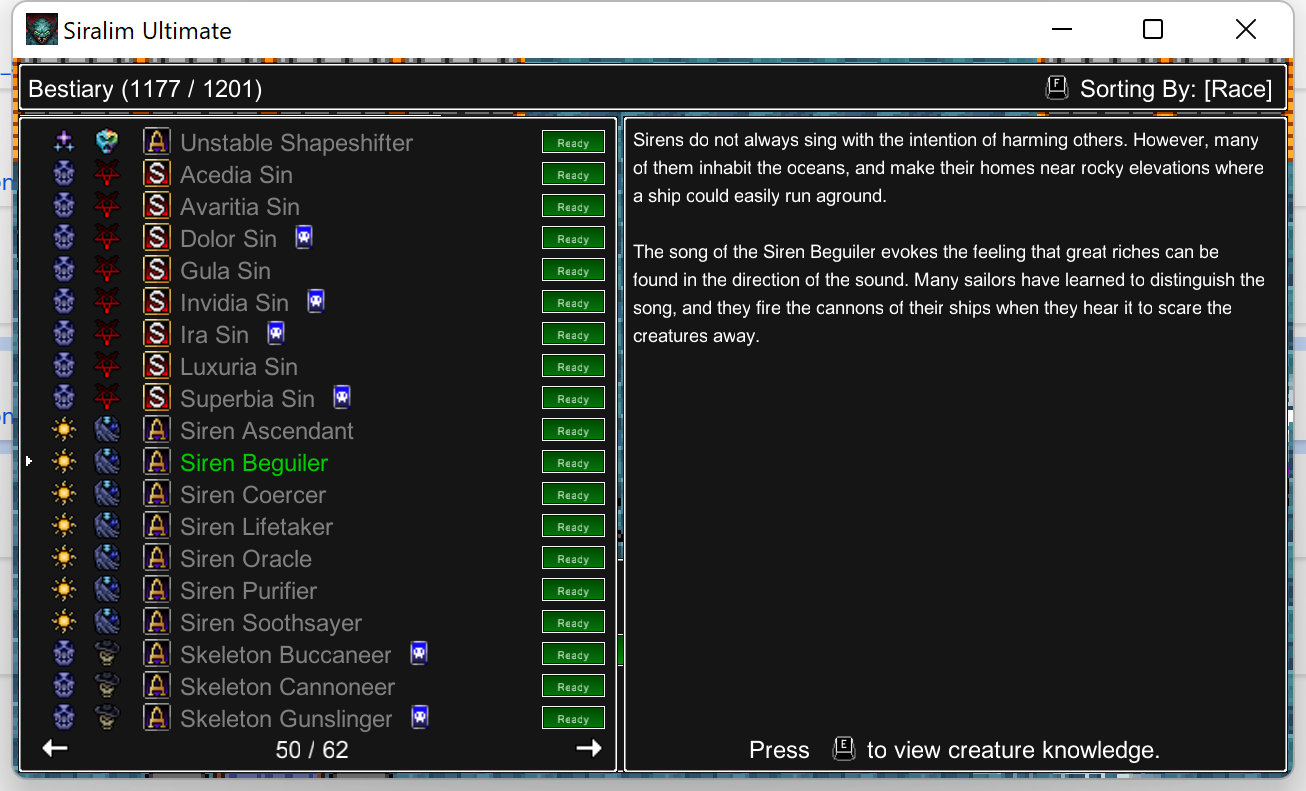 Siralim Ultimate
Bestiary (1177 / 1201)
F Sorting By: [Race]
A Unstable Shapeshifter Ready
S Acedia Sin Ready
S Avaritia Sin Ready
S Dolor Sin Ready
S Gula Sin Ready
S Invidia Sin Ready
S Ira Sin Ready
S Luxuria Sin Ready
S Superbia Sin Ready
A Siren Ascendant Ready
A Siren Beguiler Ready
A Siren Coercer Ready
A Siren Lifetaker Ready
A Siren Oracle Ready
A Siren Purifier Ready
A Siren Soothsayer Ready
A Skeleton Buccaneer Ready
A Skeleton Cannoneer Ready
A Skeleton Gunslinger Ready
50 / 62
Sirens do not always sing with the intention of harming others. However, many
of them inhabit the oceans, and make their homes near rocky elevations where
a ship could easily run aground.
The song of the Siren Beguiler evokes the feeling that great riches can be
found in the direction of the sound. Many sailors have learned to distinguish the
song, and they fire the cannons of their ships when they hear it to scare the
creatures away.
Press E to view creature knowledge.